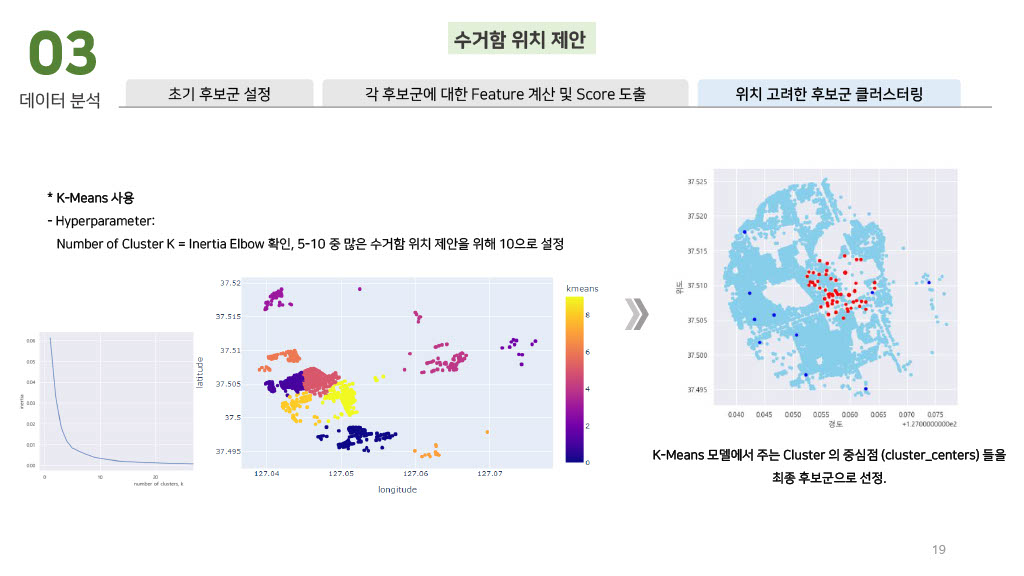 03
데이터 분석
수거함 위치 제안
초기 후보군 설정
각 후보군에 대한 Feature 계산 및 Score 도출
위치 고려한 후보군 클러스터링
* K-Means 사용
- Hyperparameter:
Number of Cluster K = Inertia Elbow 확인, 5-10 중 많은 수거함 위치 제안을 위해 10으로 설정
inertia
0.06
0.05
0.04
0.03
0.02
0.01
0.00
0
10
20
number of clusters, k
latitude
37.52
37.515
37.51
37.505
37.5
37.495
127.04
127.05
127.06
127.07
longitude
kmeans
8
6
4
2
0
위도
37.525
37.520
37.515
37.510
37.505
37.500
37.495
0.040
0.045
0.050
0.055
0.060
0.065
0.070
0.075
경도
+1.2700000000e2
K-Means 모델에서 주는 Cluster 의 중심점 (cluster_centers) 들을
최종 후보군으로 선정.
19